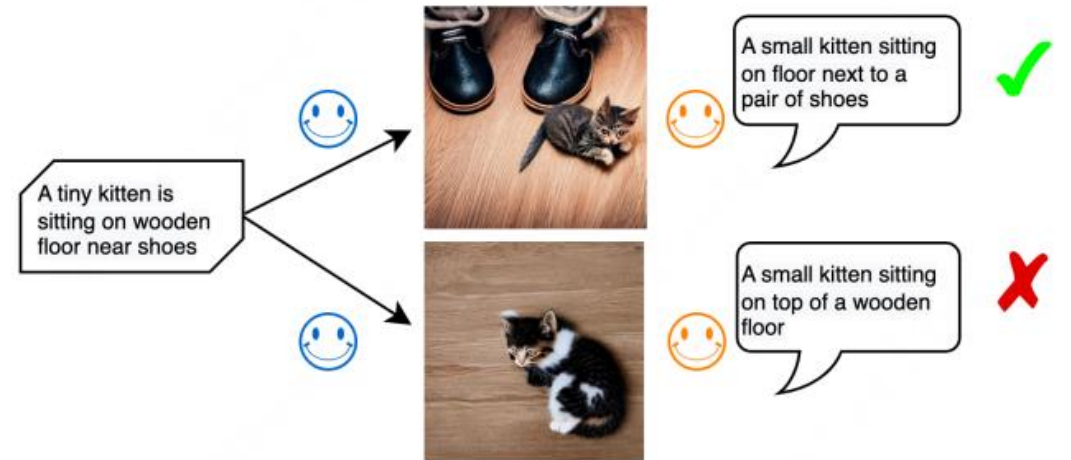 A tiny kitten is
sitting on wooden
floor near shoes
A small kitten sitting
on floor next to a
pair of shoes
A small kitten sitting
on top of a wooden
floor